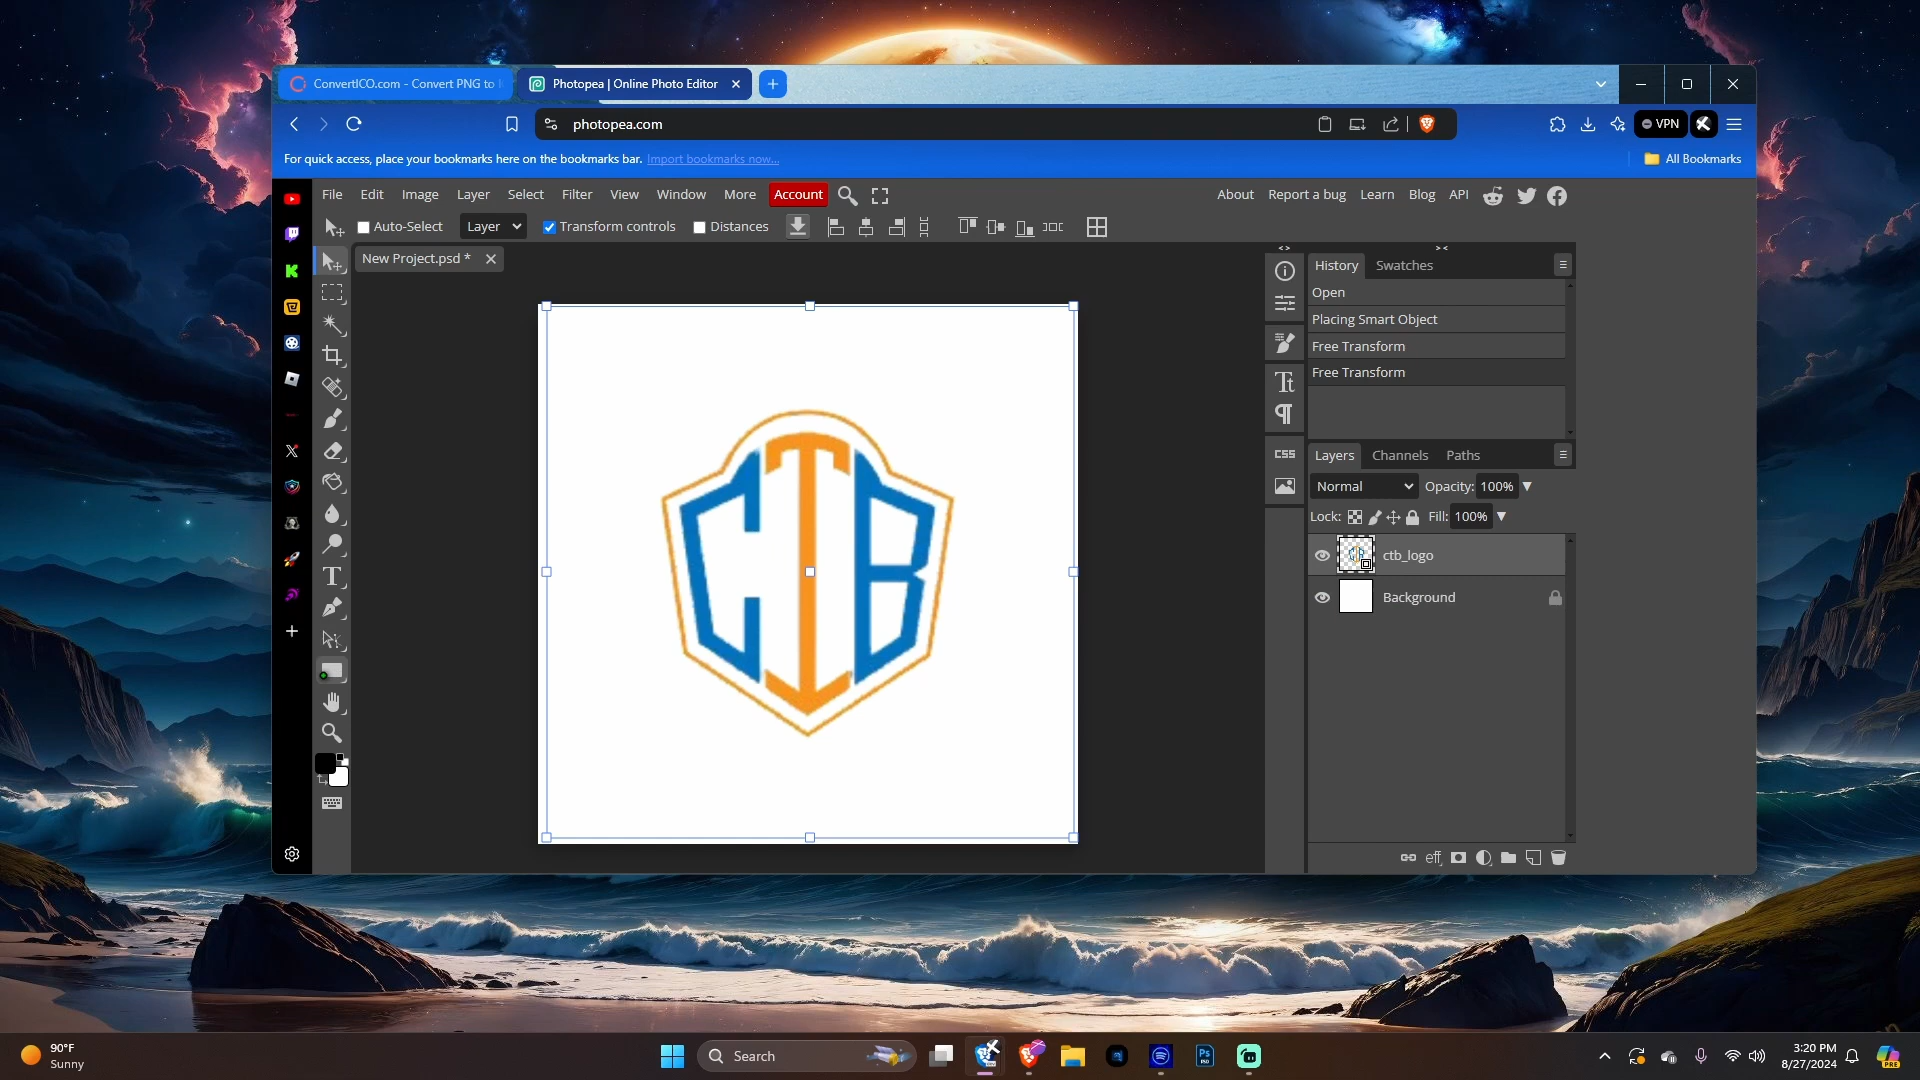 ConvertICO.com - Convert PNG to I
Photopea | Online Photo Editor
photopea.com
VPN
For quick access, place your bookmarks here on the bookmarks bar. Import bookmarks now...
All Bookmarks
File Edit Image Layer Select Filter View Window More Account
About Report a bug Learn Blog API
Auto-Select Layer Transform controls Distances
New Project.psd *
History Swatches
Open
Placing Smart Object
Free Transform
Free Transform
CSS
Layers Channels Paths
Normal Opacity: 100%
Lock: Fill: 100%
ctb_logo
Background
eff
CTB
90°F
Sunny
Search
Ps
PSD
PRE
3:20 PM
8/27/2024